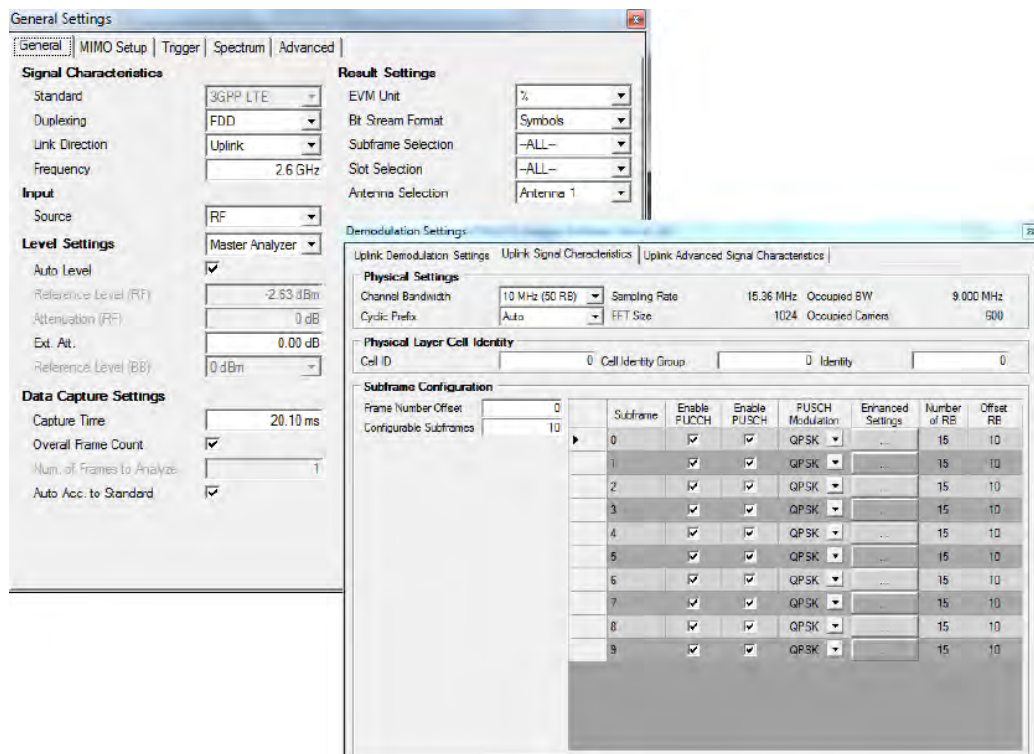 General Settings
General MIMO Setup Trigger Spectrum Advanced
Signal Characteristics
Standard 3GPP LTE
Duplexing FDD
Link Direction Uplink
Frequency 2.6 GHz
Input
Source RF
Level Settings Master Analyzer
Auto Level
Reference Level (RF) -2.63 dBm
Attenuation (RF) 0 dB
Ext. Att. 0.00 dB
Reference Level (BB) 0 dBm
Data Capture Settings
Capture Time 20.10 ms
Overall Frame Count
Num. of Frames to Analyze 1
Auto Acc. to Standard
Result Settings
EVM Unit %
Bit Stream Format Symbols
Subframe Selection --ALL--
Slot Selection --ALL--
Antenna Selection Antenna 1
Demodulation Settings
Uplink Demodulation Settings Uplink Signal Characteristics Uplink Advanced Signal Characteristics
Physical Settings
Channel Bandwidth 10 MHz (50 RB) Sampling Rate 15.36 MHz Occupied BW 9.000 MHz
Cyclic Prefix Auto FFT Size 1024 Occupied Carriers 600
Physical Layer Cell Identity
Cell ID 0 Cell Identity Group 0 Identity 0
Subframe Configuration
Frame Number Offset 0
Configurable Subframes 10
Subframe Enable PUCCH Enable PUSCH PUSCH Modulation Enhanced Settings Number of RB Offset RB
0 QPSK ... 15 10
1 QPSK ... 15 10
2 QPSK ... 15 10
3 QPSK ... 15 10
4 QPSK ... 15 10
5 QPSK ... 15 10
6 QPSK ... 15 10
7 QPSK ... 15 10
8 QPSK ... 15 10
9 QPSK ... 15 10